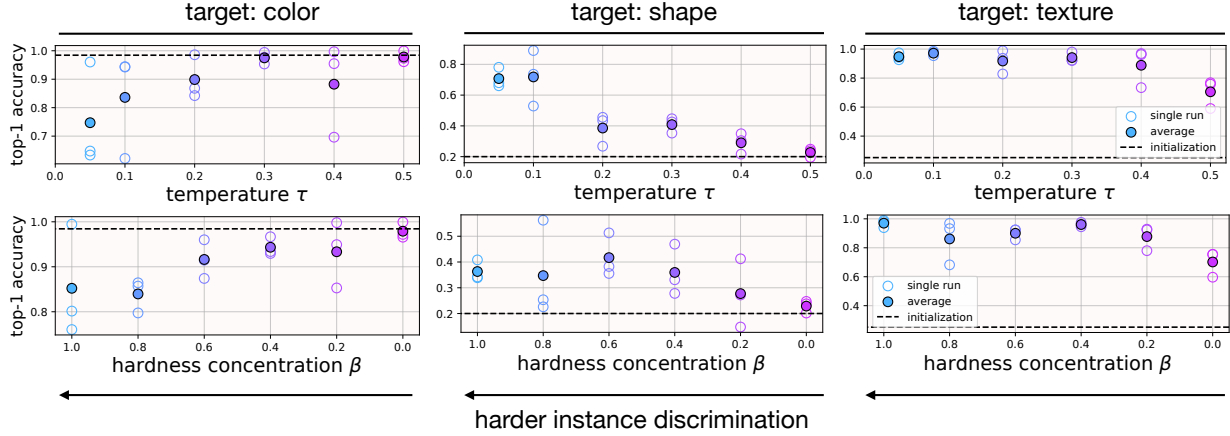 target: color
target: shape
target: texture
top-1 accuracy
1.0
0.9
0.8
0.7
0.0 0.1 0.2 0.3 0.4 0.5
temperature τ
0.8
0.6
0.4
0.2
0.0 0.1 0.2 0.3 0.4 0.5
temperature τ
1.0
0.8
0.6
0.4
single run
average
initialization
0.0 0.1 0.2 0.3 0.4 0.5
temperature τ
top-1 accuracy
1.0
0.9
0.8
1.0 0.8 0.6 0.4 0.2 0.0
hardness concentration β
0.5
0.4
0.3
0.2
1.0 0.8 0.6 0.4 0.2 0.0
hardness concentration β
1.0
0.8
0.6
0.4
single run
average
initialization
1.0 0.8 0.6 0.4 0.2 0.0
hardness concentration β
harder instance discrimination